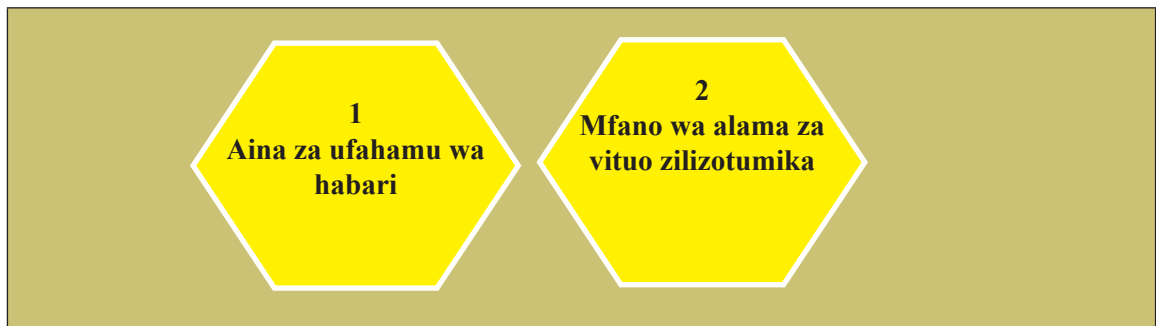 1
Aina za ufahamu wa
habari
2
Mfano wa alama za
vituo zilizotumika